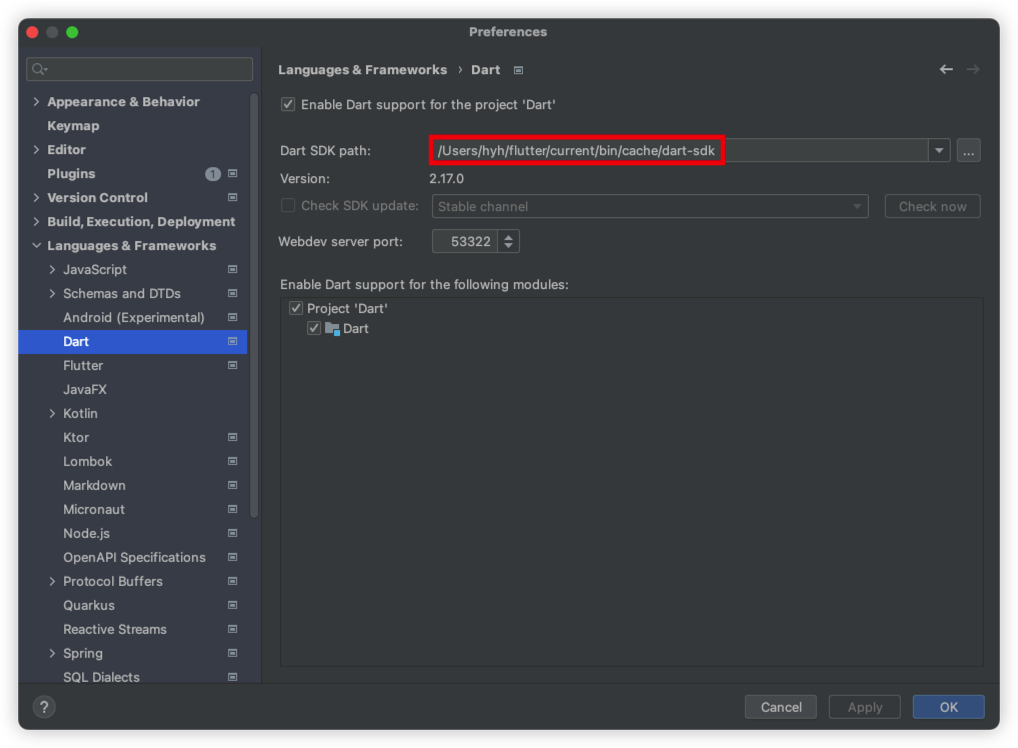 Preferences
Languages & Frameworks › Dart
Appearance & Behavior
Keymap
Editor
Plugins 1
Version Control
Build, Execution, Deployment
Languages & Frameworks
JavaScript
Schemas and DTDs
Android (Experimental)
Dart
Flutter
JavaFX
Kotlin
Ktor
Lombok
Markdown
Micronaut
Node.js
OpenAPI Specifications
Protocol Buffers
Quarkus
Reactive Streams
Spring
SQL Dialects
Enable Dart support for the project 'Dart'
Dart SDK path: /Users/hyh/flutter/current/bin/cache/dart-sdk ...
Version: 2.17.0
Check SDK update: Stable channel Check now
Webdev server port: 53322
Enable Dart support for the following modules:
Project 'Dart'
Dart
? Cancel Apply OK